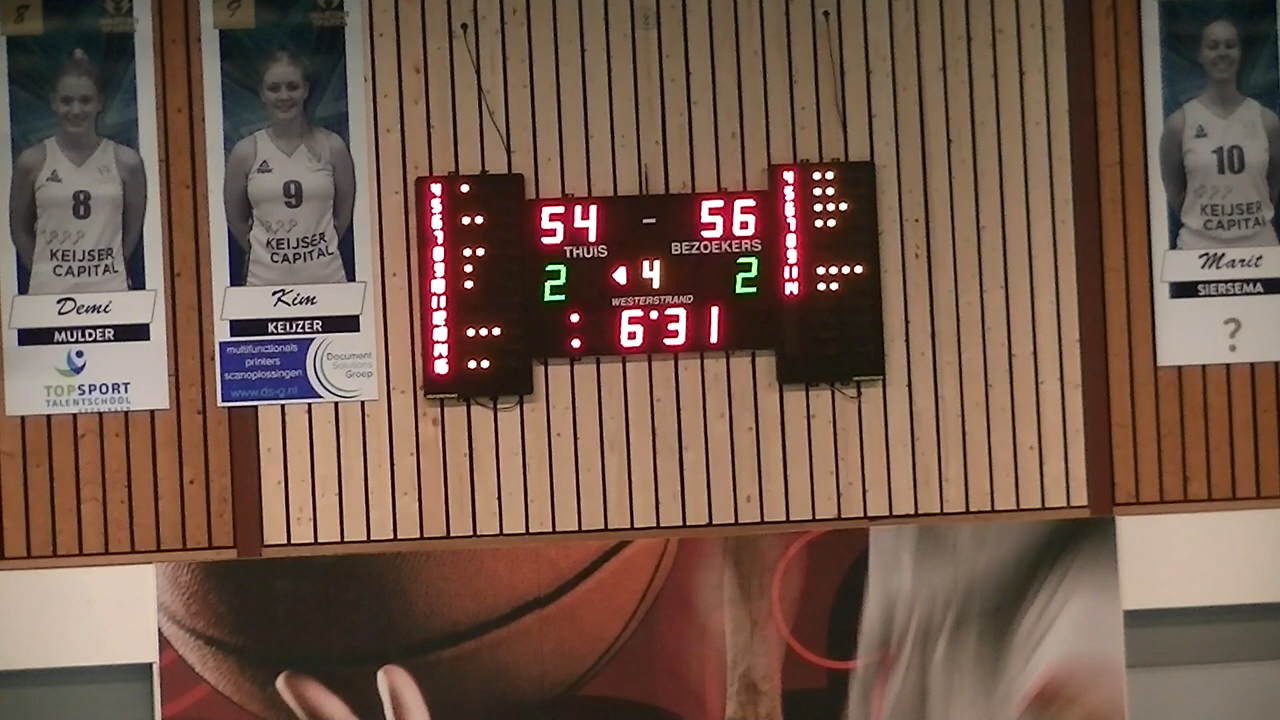 8
9
8
KEIJSER
CAPITAL
Demi
MULDER
TOPSPORT
TALENTSCHOOL
9
KEIJSER
CAPITAL
Kim
KEIJZER
multifunctionals
printers
scanoplossingen
www.ds-g.nl
Document
Solutions
Groep
54 - 56
THUIS BEZOEKERS
2 4 2
WESTERSTRAND
: 6:31
10
KEIJSER
CAPITAL
Marit
SIERSEMA
?